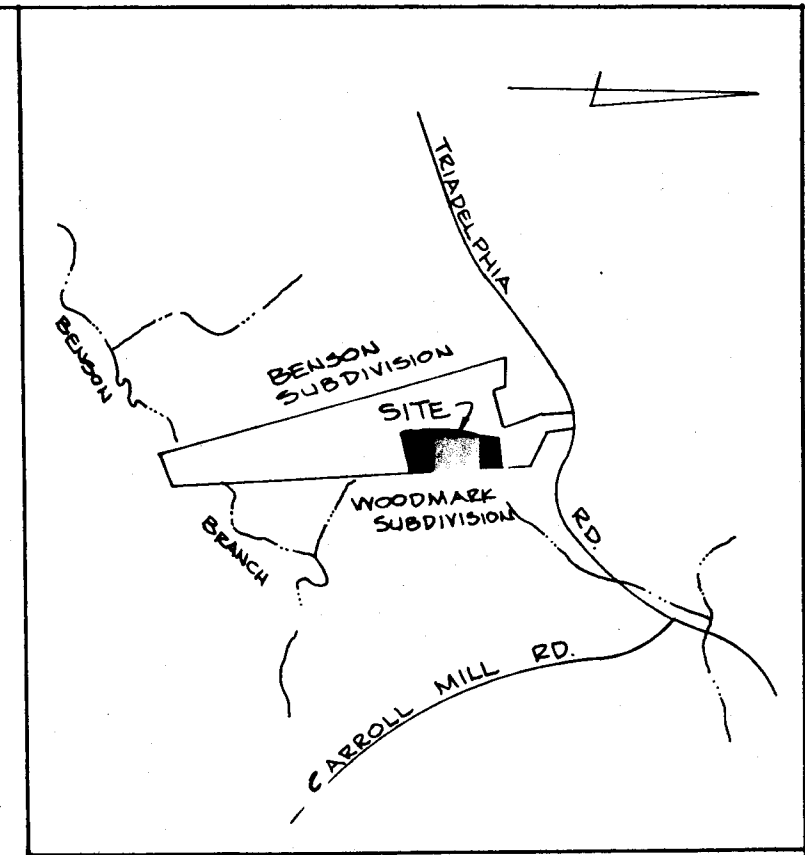 TRIADELPHIA
BENSON
BENSON
SUBDIVISION
SITE
WOODMARK
SUBDIVISION
BRANCH
RD.
CARROLL MILL RD.